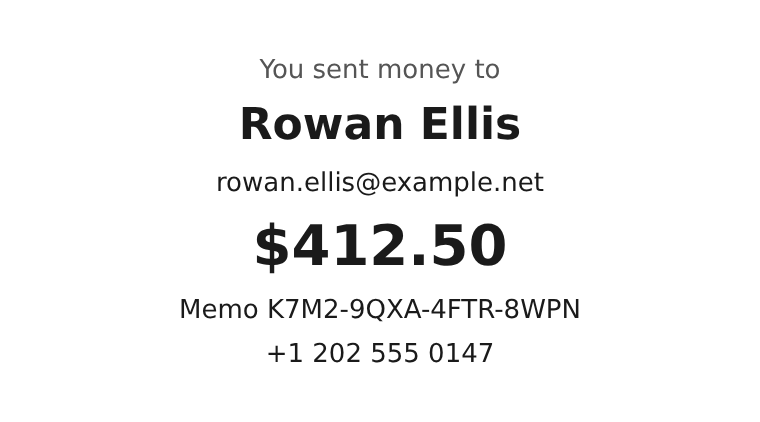 You sent money to
Rowan Ellis
rowan.ellis@example.net
$412.50
Memo K7M2-9QXA-4FTR-8WPN
+1 202 555 0147